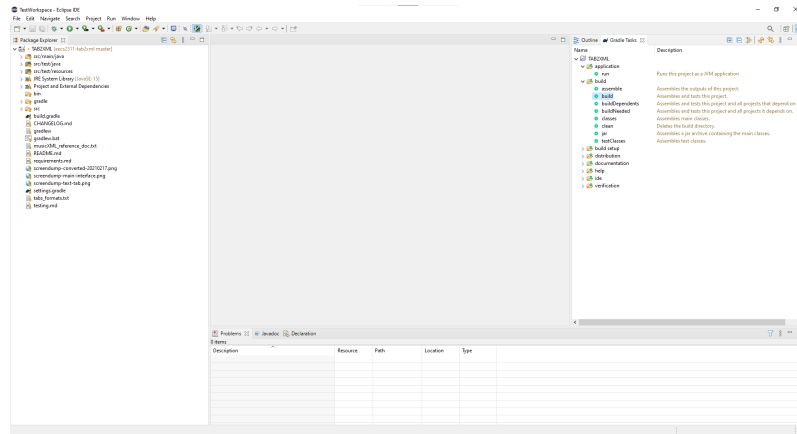 TestWorkspace - Eclipse IDE
File Edit Navigate Search Project Run Window Help
Package Explorer
TAB2XML [eecs2311-tab2xml master]
src/main/java
src/test/java
src/test/resources
JRE System Library [JavaSE-15]
Project and External Dependencies
bin
gradle
src
build.gradle
CHANGELOG.md
gradlew
gradlew.bat
musicXML_reference_doc.txt
README.md
requirements.md
screendump-converted-20210217.png
screendump-main-interface.png
screendump-text-tab.png
settings.gradle
tabs_formats.txt
testing.md
Outline Gradle Tasks
Name Description
TAB2XML
application
run Runs this project as a JVM application
build
assemble Assembles the outputs of this project.
build Assembles and tests this project.
buildDependents Assembles and tests this project and all projects that depend on
buildNeeded Assembles and tests this project and all projects it depends on.
classes Assembles main classes.
clean Deletes the build directory.
jar Assembles a jar archive containing the main classes.
testClasses Assembles test classes.
build setup
distribution
documentation
help
ide
verification
Problems Javadoc Declaration
0 items
Description Resource Path Location Type